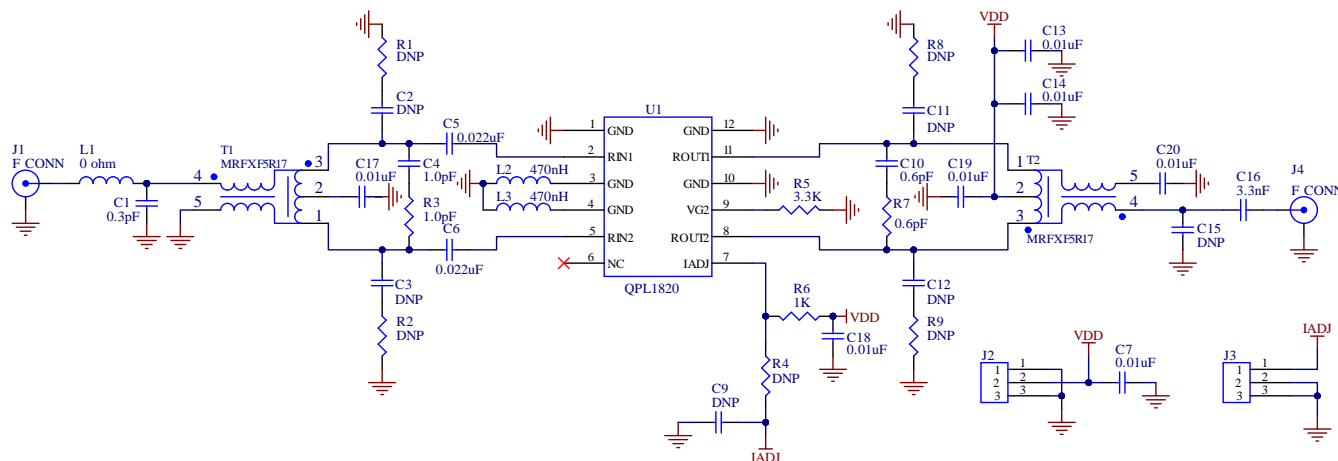 J1
F CONN
L1
0 ohm
C1
0.3pF
T1
MRFXF5R17
4
5
3
2
1
R1
DNP
C2
DNP
C5
0.022uF
C17
0.01uF
C4
1.0pF
R3
1.0pF
C6
0.022uF
C3
DNP
R2
DNP
L2
470nH
L3
470nH
U1
1
GND
2
RIN1
3
GND
4
GND
5
RIN2
6
NC
GND
12
ROUT1
11
GND
10
VG2
9
ROUT2
8
IADJ
7
QPL1820
R5
3.3K
R6
1K
VDD
C18
0.01uF
R4
DNP
C9
DNP
IADJ
R8
DNP
C11
DNP
C10
0.6pF
R7
0.6pF
C19
0.01uF
C12
DNP
R9
DNP
VDD
C13
0.01uF
C14
0.01uF
T2
1
2
3
MRFXF5R17
5
4
C20
0.01uF
C16
3.3nF
C15
DNP
J4
F CONN
J2
1
2
3
1
2
3
VDD
C7
0.01uF
J3
1
2
3
1
2
3
IADJ